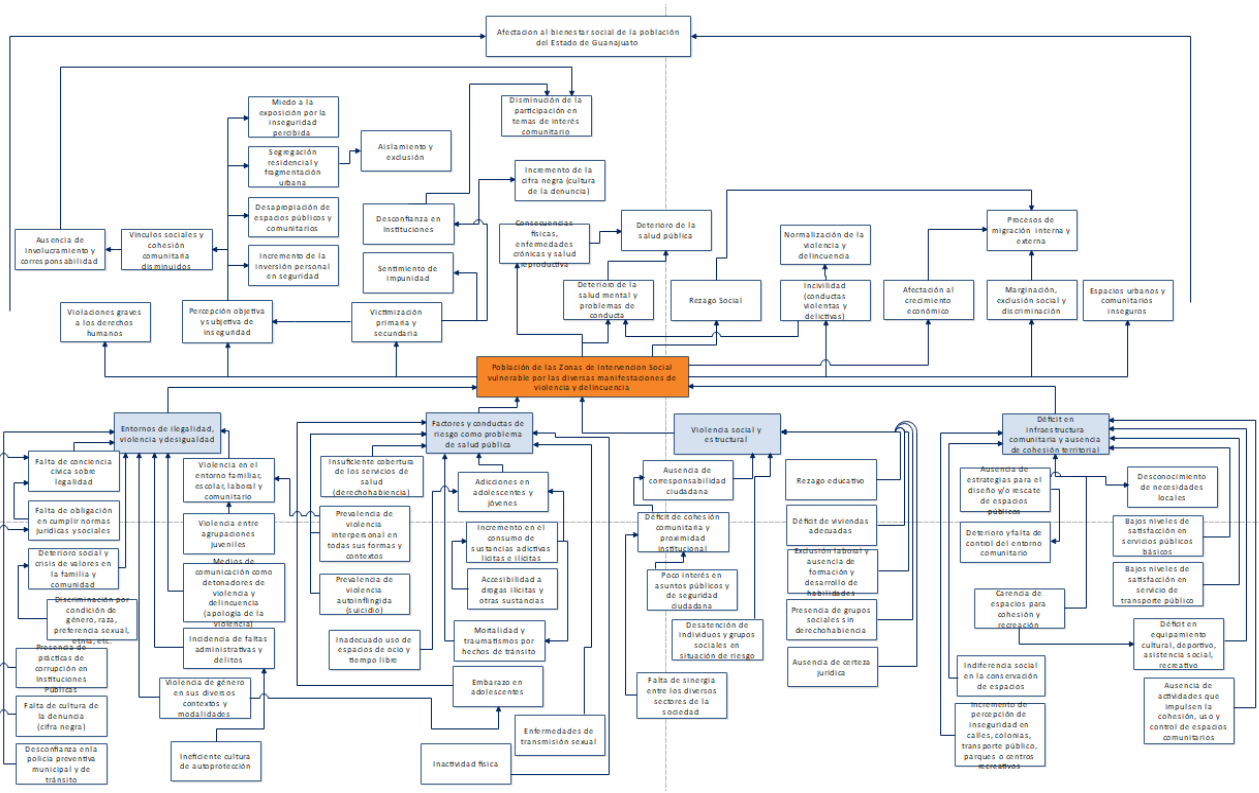 Afectacion al bienestar social de la población
del Estado de Guanajuato
Miedo a la
exposición por la
inseguridad
percibida
Disminución de la
participación en
temas de interés
comunitario
Segregación
residencial y
fragmentación
urbana
Aislamiento y
exclusión
Incremento de la
cifra negra (cultura
de la denuncia)
Desapropiación de
espacios públicos y
comunitarios
Desconfianza en
Instituciones
Consecuencias
físicas,
enfermedades
crónicas y salud
reproductiva
Deterioro de la
salud pública
Procesos de
migración interna y
externa
Ausencia de
involucramiento y
corresponsabilidad
Vínculos sociales y
cohesión
comunitaria
disminuidos
Incremento de la
inversión personal
en seguridad
Sentimiento de
impunidad
Normalización de la
violencia y
delincuencia
Violaciones graves
a los derechos
humanos
Percepción objetiva
y subjetiva de
inseguridad
Victimización
primaria y
secundaria
Deterioro de la
salud mental y
problemas de
conducta
Rezago Social
Incivilidad
(conductas
violentas y
delictivas)
Afectación al
crecimiento
económico
Marginación,
exclusión social y
discriminación
Espacios urbanos y
comunitarios
inseguros
Población de las Zonas de Intervencion Social
vulnerable por las diversas manifestaciones de
violencia y delincuencia
Entornos de ilegalidad,
violencia y desigualdad
Factores y conductas de
riesgo como problema
de salud pública
Violencia social y
estructural
Déficit en
infraestructura
comunitaria y ausencia
de cohesión territorial
Falta de conciencia
cívica sobre
legalidad
Violencia en el
entorno familiar,
escolar, laboral y
comunitario
Insuficiente cobertura
de los servicios de
salud
(derechohabiencia)
Adicciones en
adolescentes y
jóvenes
Ausencia de
corresponsabilidad
ciudadana
Rezago educativo
Ausencia de
estrategias para el
diseño y/o rescate
de espacios
públicos
Desconocimiento
de necesidades
locales
Falta de obligación
en cumplir normas
jurídicas y sociales
Violencia entre
agrupaciones
juveniles
Prevalencia de
violencia
interpersonal en
todas sus formas y
contextos
Incremento en el
consumo de
sustancias adictivas
lícitas e ilícitas
Déficit de cohesión
comunitaria y
proximidad
institucional
Déficit de viviendas
adecuadas
Deterioro y falta de
control del entorno
comunitario
Bajos niveles de
satisfacción en
servicios públicos
básicos
Deterioro social y
crisis de valores en
la familia y
comunidad
Medios de
comunicación como
detonadores de
violencia y
delincuencia
(apología de la
violencia)
Prevalencia de
violencia
autoinflingida
(suicidio)
Accesibilidad a
drogas ilícitas y
otras sustancias
Poco interés en
asuntos públicos y
de seguridad
ciudadana
Exclusión laboral y
ausencia de
formación y
desarrollo de
habilidades
Bajos niveles de
satisfacción en
servicio de
transporte público
Discriminación por
condición de
género, raza,
preferencia sexual,
etnia, etc.
Incidencia de faltas
administrativas y
delitos
Inadecuado uso de
espacios de ocio y
tiempo libre
Mortalidad y
traumatismos por
hechos de tránsito
Desatención de
individuos y grupos
sociales en
situación de riesgo
Presencia de grupos
sociales sin
derechohabiencia
Carencia de
espacios para
cohesión y
recreación
Déficit en
equipamiento
cultural, deportivo,
asistencia social,
recreativo
Presencia de
prácticas de
corrupción en
Instituciones
Públicas
Violencia de género
en sus diversos
contextos y
modalidades
Embarazo en
adolescentes
Falta de sinergia
entre los diversos
sectores de la
sociedad
Ausencia de certeza
jurídica
Indiferencia social
en la conservación
de espacios
Ausencia de
actividades que
impulsen la
cohesión, uso y
control de espacios
comunitarios
Falta de cultura de
la denuncia
(cifra negra)
Enfermedades de
transmisión sexual
Incremento de
percepción de
inseguridad en
calles, colonias,
transporte público,
parques o centros
recreativos
Desconfianza en la
policía preventiva
municipal y de
tránsito
Ineficiente cultura
de autoprotección
Inactividad física